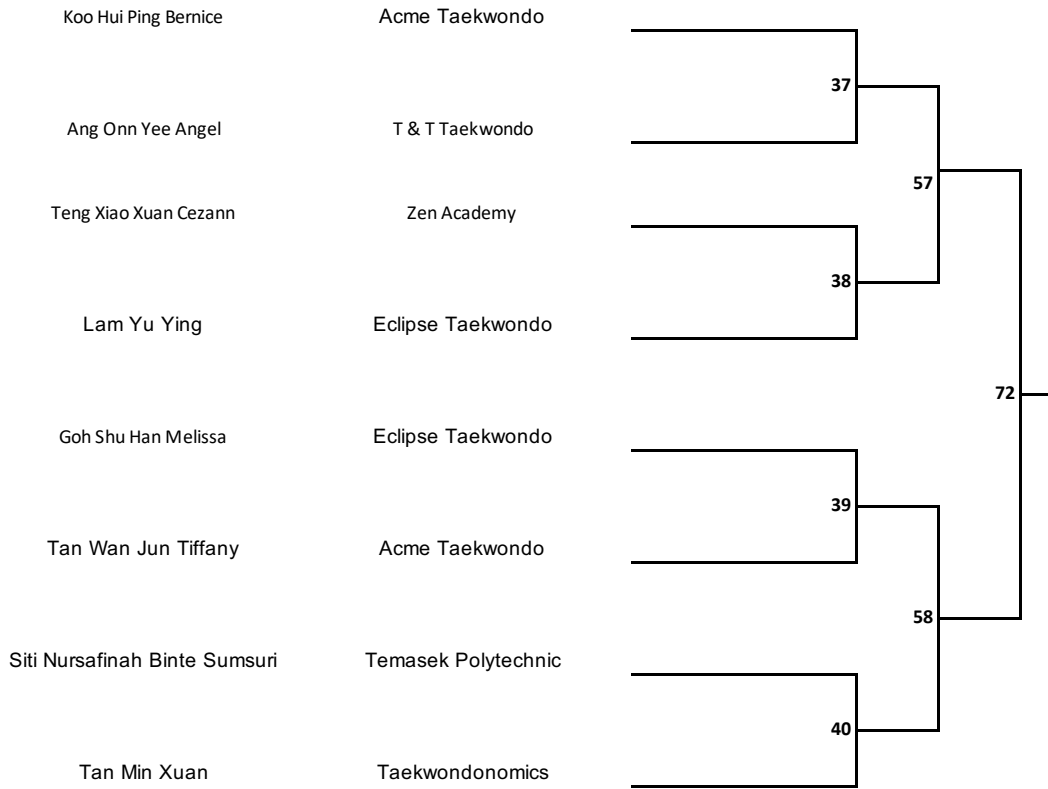 Koo Hui Ping Bernice Acme Taekwondo
37
Ang Onn Yee Angel T & T Taekwondo
57
Teng Xiao Xuan Cezann Zen Academy
38
Lam Yu Ying Eclipse Taekwondo
72
Goh Shu Han Melissa Eclipse Taekwondo
39
Tan Wan Jun Tiffany Acme Taekwondo
58
Siti Nursafinah Binte Sumsuri Temasek Polytechnic
40
Tan Min Xuan Taekwondonomics